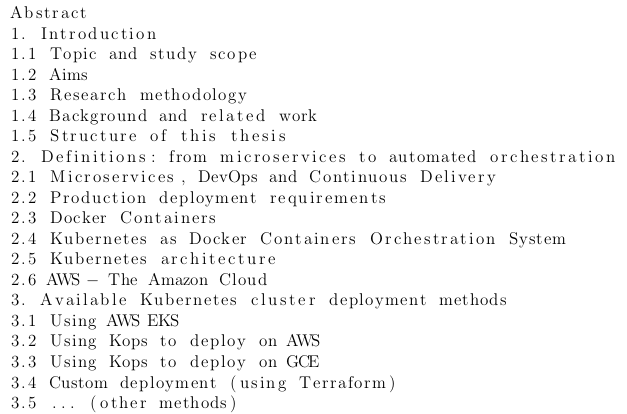 Abstract
1. Introduction
1.1 Topic and study scope
1.2 Aims
1.3 Research methodology
1.4 Background and related work
1.5 Structure of this thesis
2. Definitions: from microservices to automated orchestration
2.1 Microservices, DevOps and Continuous Delivery
2.2 Production deployment requirements
2.3 Docker Containers
2.4 Kubernetes as Docker Containers Orchestration System
2.5 Kubernetes architecture
2.6 AWS – The Amazon Cloud
3. Available Kubernetes cluster deployment methods
3.1 Using AWS EKS
3.2 Using Kops to deploy on AWS
3.3 Using Kops to deploy on GCE
3.4 Custom deployment (using Terraform)
3.5 ... (other methods)